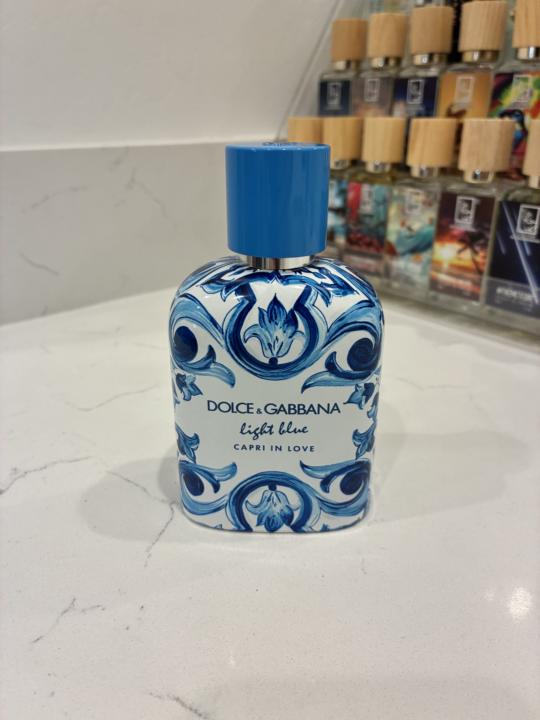 DOLCE & GABBANA
light blue
CAPRI IN LOVE